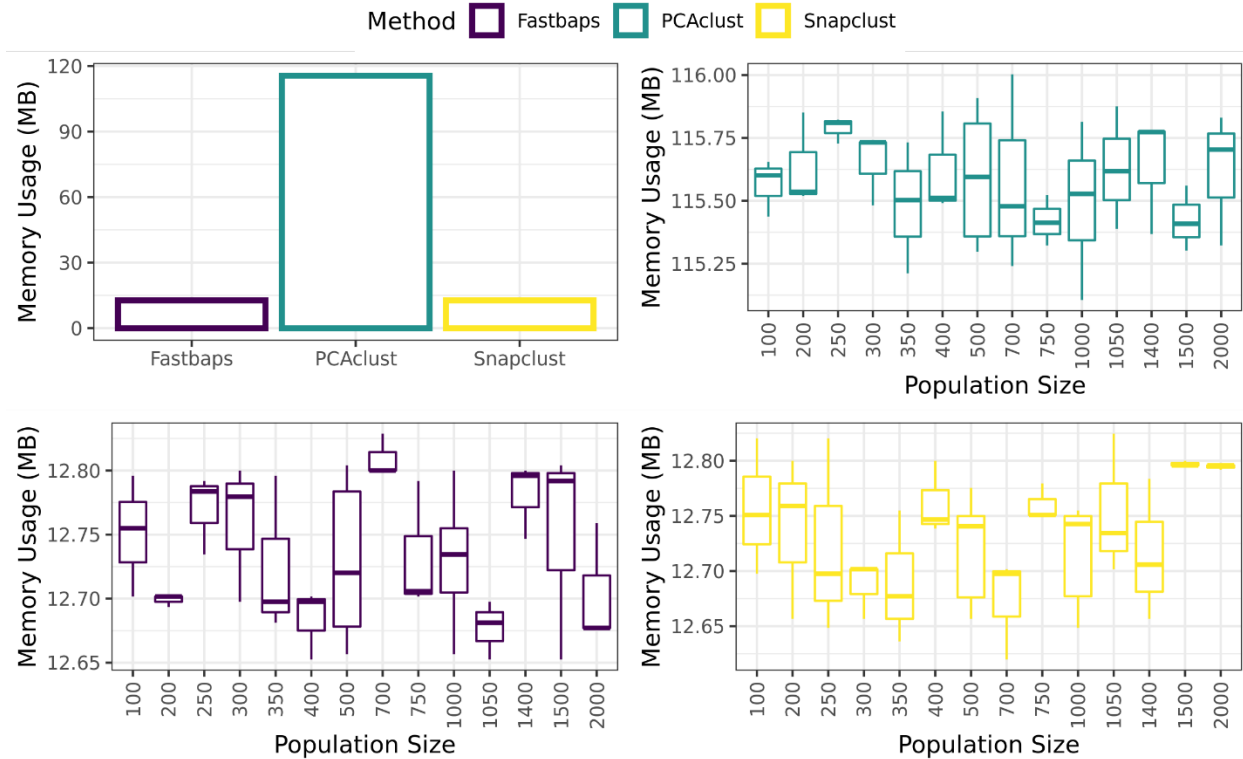 Method Fastbaps PCAclust Snapclust
Memory Usage (MB)
120
90
60
30
0
Fastbaps PCAclust Snapclust
Memory Usage (MB)
116.00
115.75
115.50
115.25
100 200 250 300 350 400 500 700 750 1000 1050 1400 1500 2000
Population Size
Memory Usage (MB)
12.80
12.75
12.70
12.65
100 200 250 300 350 400 500 700 750 1000 1050 1400 1500 2000
Population Size
Memory Usage (MB)
12.80
12.75
12.70
12.65
100 200 250 300 350 400 500 700 750 1000 1050 1400 1500 2000
Population Size